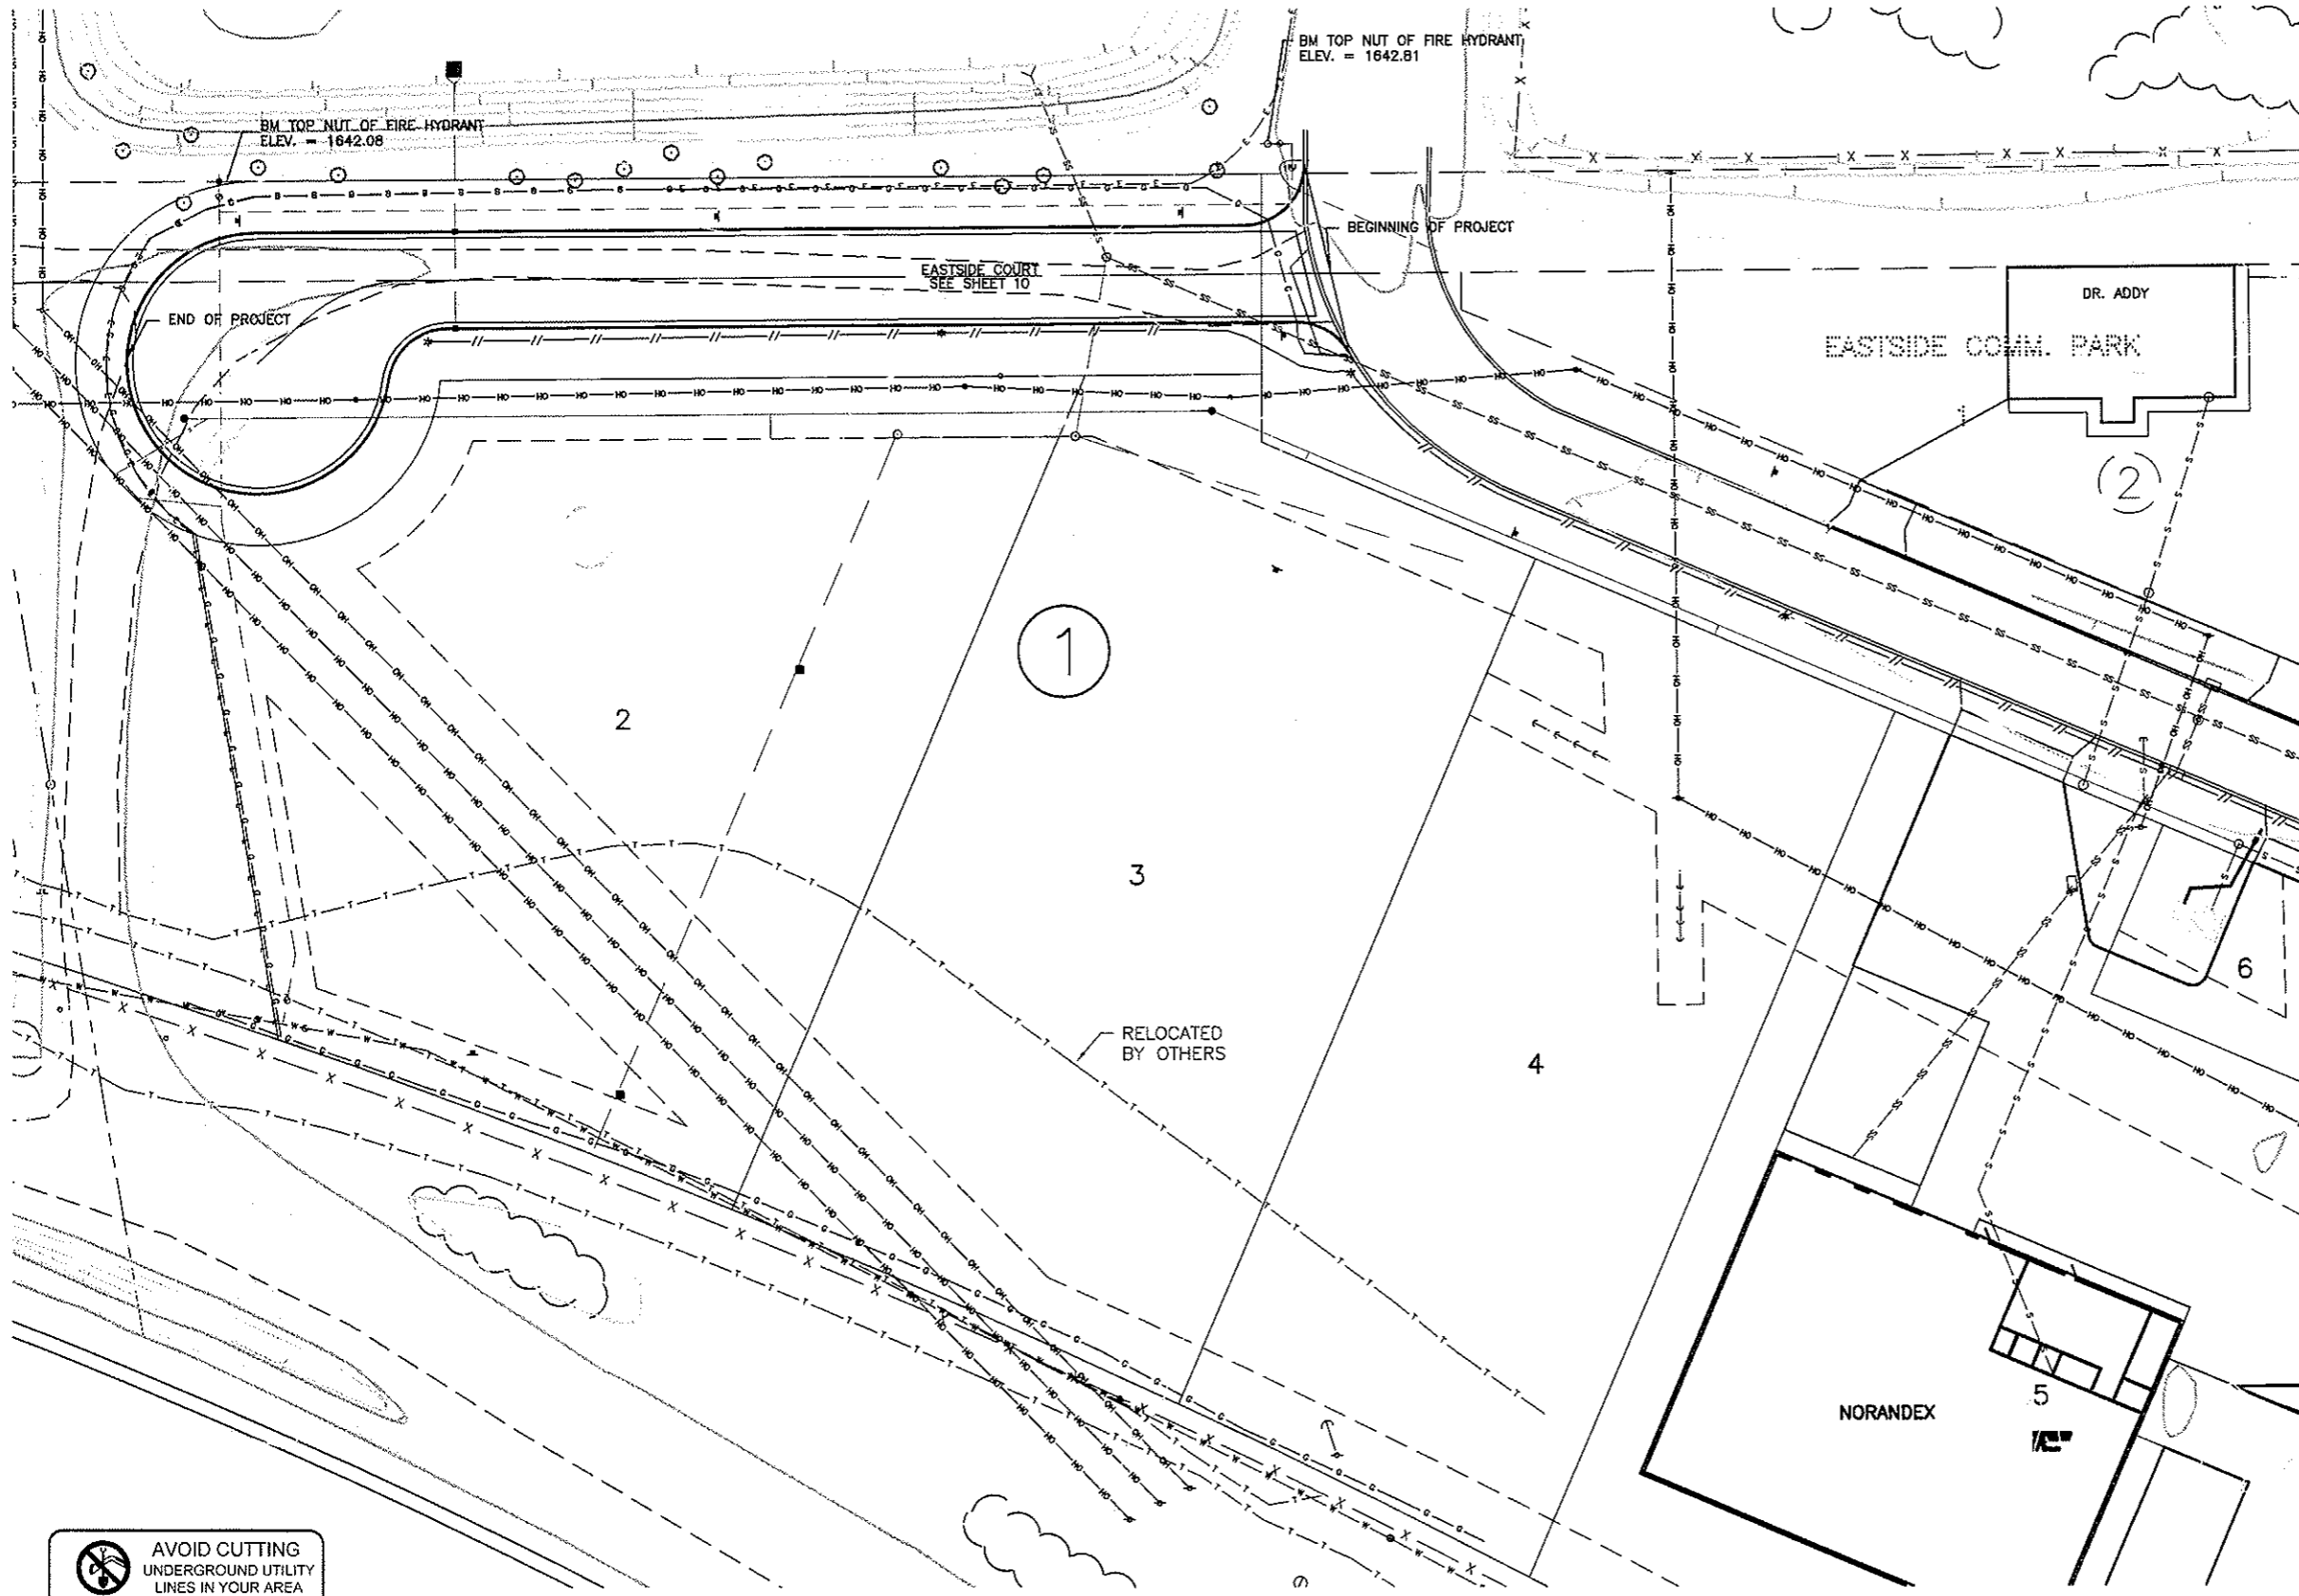 BM TOP NUT OF FIRE HYDRANT
ELEV. = 1642.81
BM TOP NUT OF FIRE HYDRANT
ELEV. = 1642.08
BEGINNING OF PROJECT
EASTSIDE COURT
SEE SHEET 10
END OF PROJECT
DR. ADDY
EASTSIDE COMM. PARK
1
2
1
2
3
RELOCATED
BY OTHERS
4
6
5
NORANDEX
AVOID CUTTING
UNDERGROUND UTILITY
LINES IN YOUR AREA